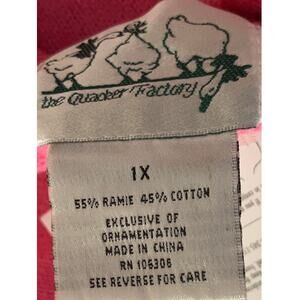 the Quacker Factory
1X
55% RAMIE 45% COTTON
EXCLUSIVE OF
ORNAMENTATION
MADE IN CHINA
RN 106306
SEE REVERSE FOR CARE